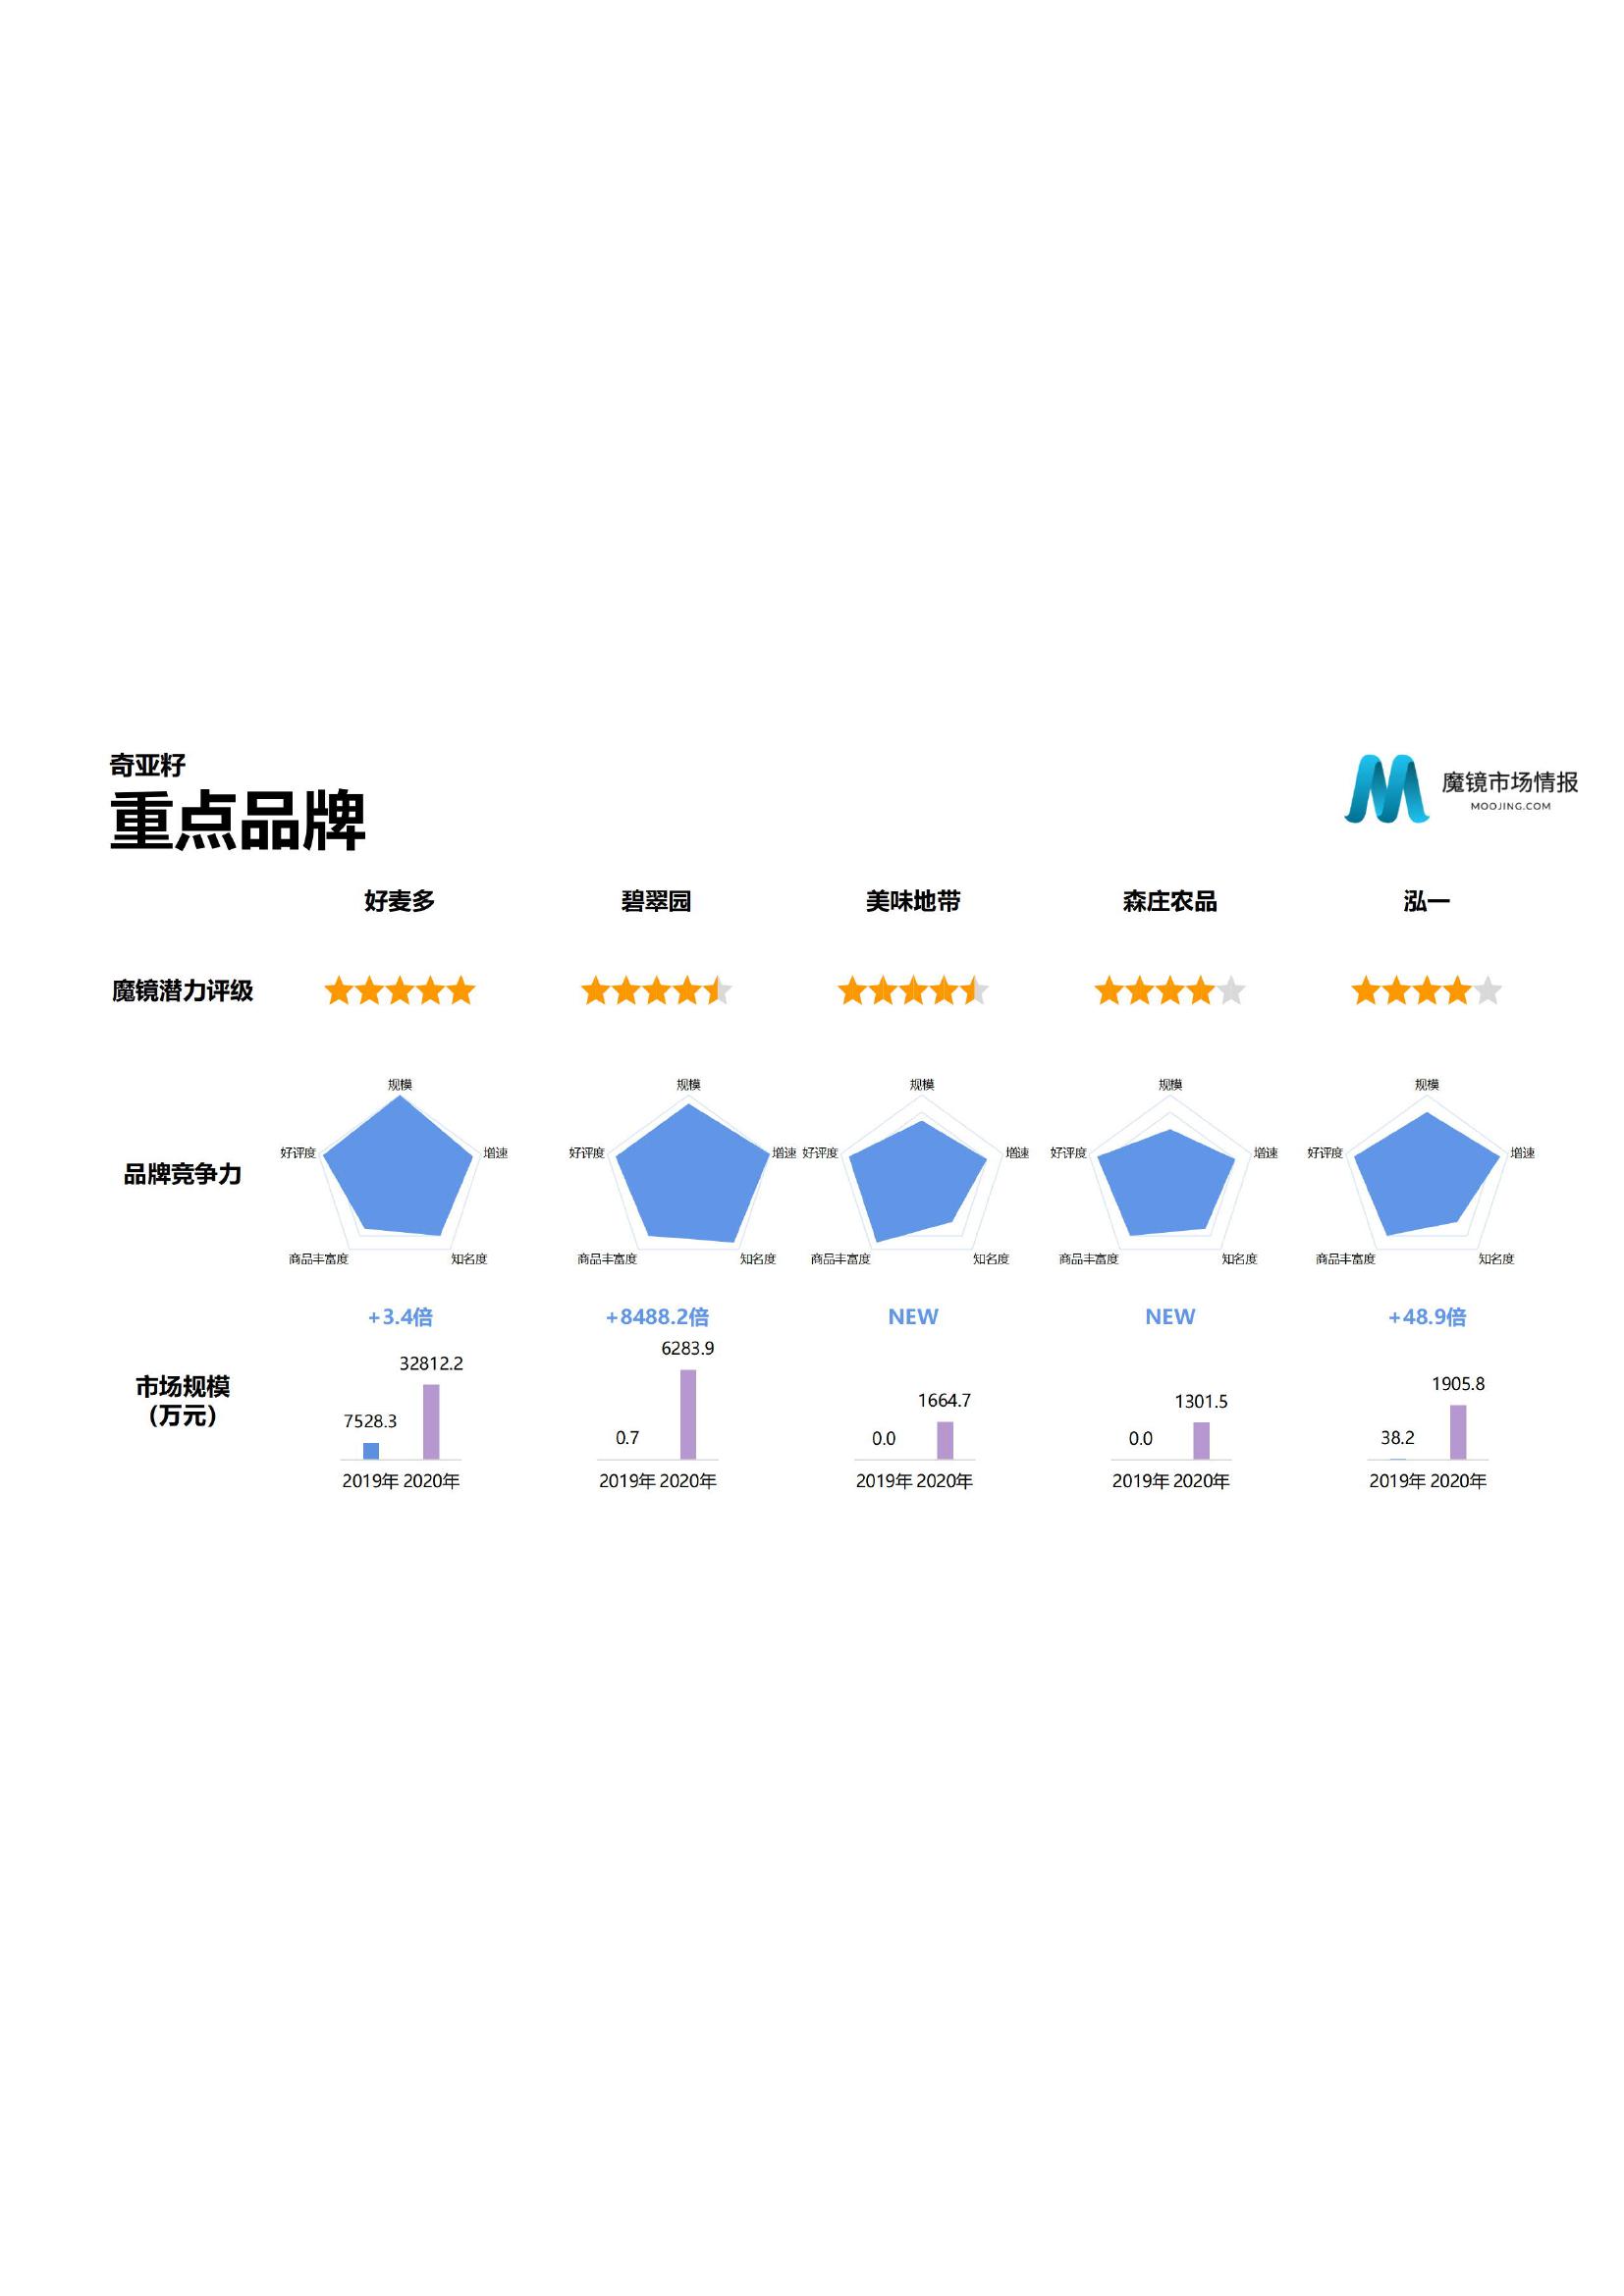 奇亚籽
重点品牌
魔镜市场情报
MOOJING.COM
好麦多 碧翠园 美味地带 森庄农品 泓一
魔镜潜力评级
品牌竞争力
规模 规模 规模 规模 规模
好评度 增速 好评度 增速 好评度 增速 好评度 增速 好评度 增速
商品丰富度 知名度 商品丰富度 知名度 商品丰富度 知名度 商品丰富度 知名度 商品丰富度 知名度
+3.4倍 +8488.2倍 NEW NEW +48.9倍
市场规模
（万元）
7528.3 32812.2 0.7 6283.9 0.0 1664.7 0.0 1301.5 38.2 1905.8
2019年 2020年 2019年 2020年 2019年 2020年 2019年 2020年 2019年 2020年